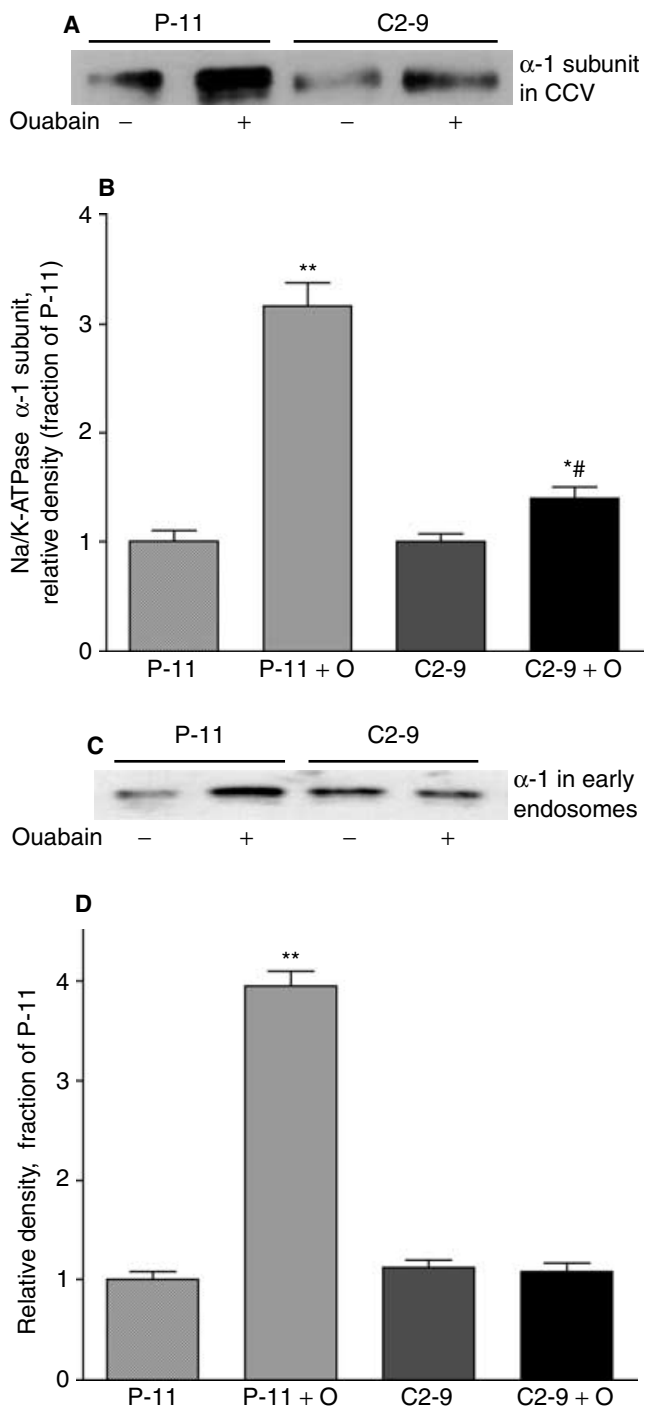 A
P-11 C2-9
α-1 subunit
in CCV
Ouabain − + − +
B
Na/K-ATPase α-1 subunit,
relative density (fraction of P-11)
4
**
3
2
*#
1
0
P-11 P-11 + O C2-9 C2-9 + O
C
P-11 C2-9
α-1 in early
endosomes
Ouabain − + − +
D
Relative density, fraction of P-11
**
4
3
2
1
0
P-11 P-11 + O C2-9 C2-9 + O